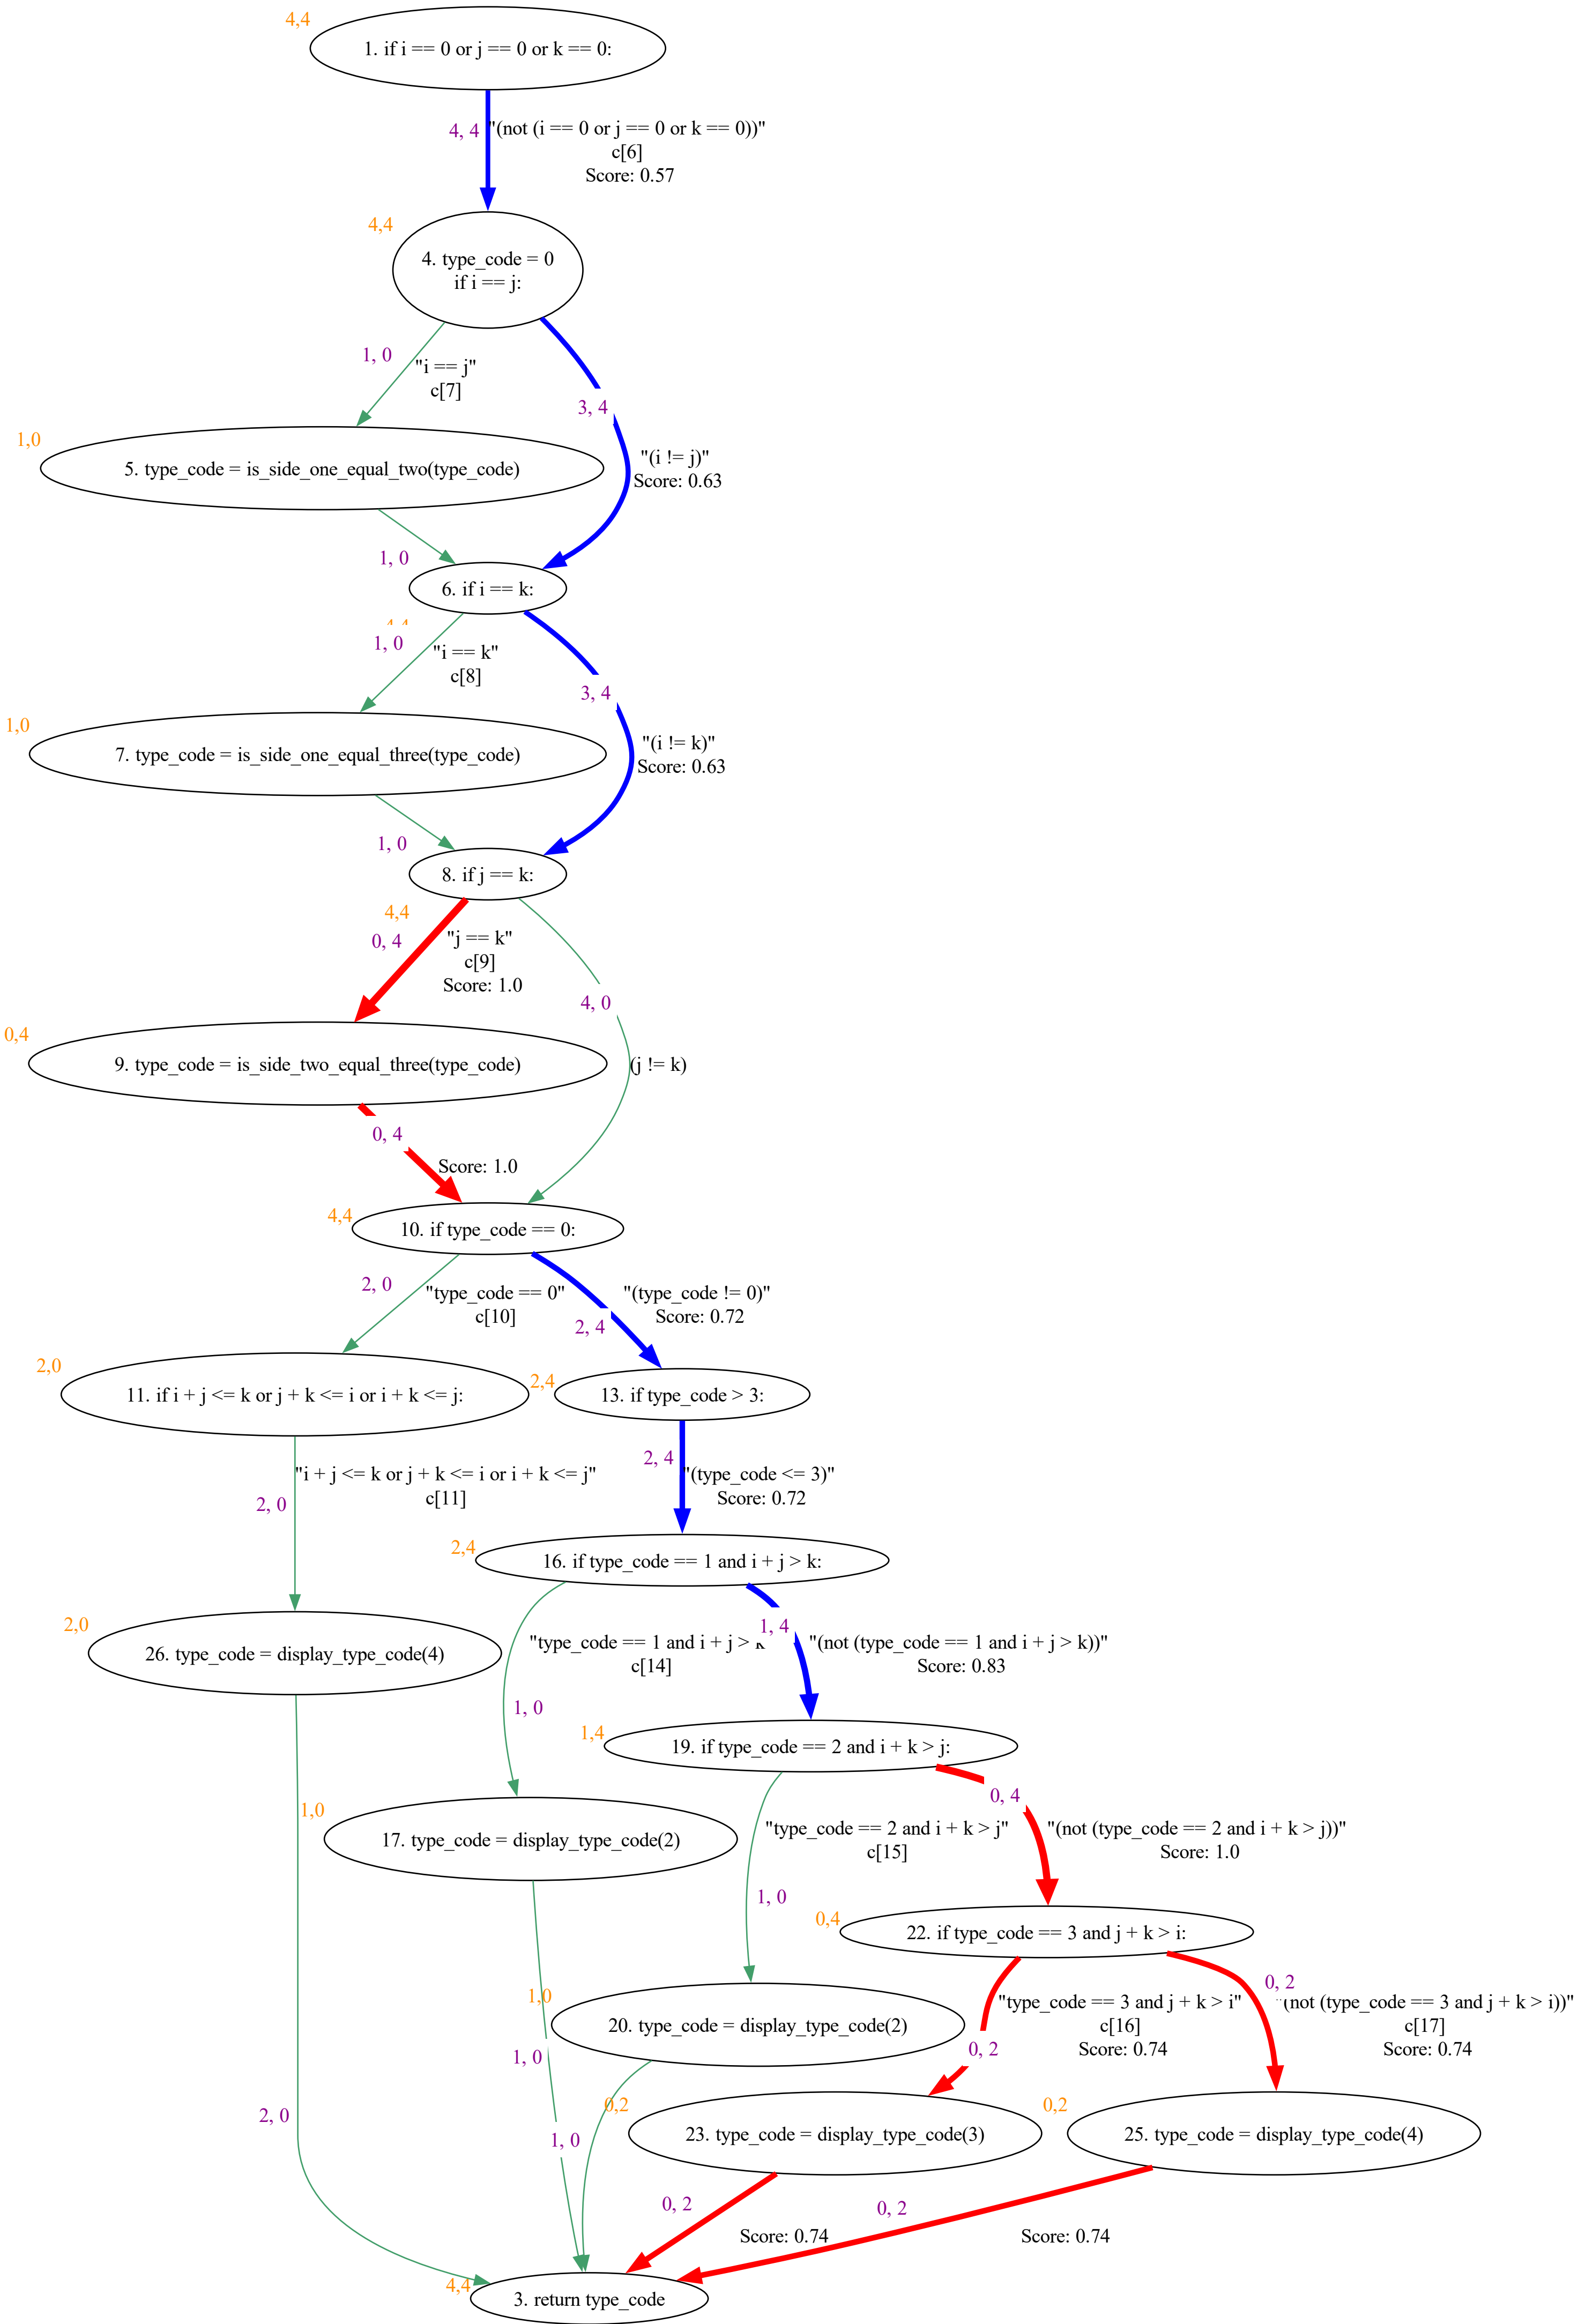 4,4
1. if i == 0 or j == 0 or k == 0:
4, 4
"(not (i == 0 or j == 0 or k == 0))"
c[6]
Score: 0.57
4,4
4. type_code = 0
if i == j:
1, 0
"i == j"
c[7]
3, 4
"(i != j)"
Score: 0.63
1,0
5. type_code = is_side_one_equal_two(type_code)
1, 0
6. if i == k:
1, 0
"i == k"
c[8]
3, 4
"(i != k)"
Score: 0.63
1,0
7. type_code = is_side_one_equal_three(type_code)
1, 0
8. if j == k:
4,4
0, 4
"j == k"
c[9]
Score: 1.0
4, 0
(j != k)
0,4
9. type_code = is_side_two_equal_three(type_code)
0, 4
Score: 1.0
4,4
10. if type_code == 0:
2, 0
"type_code == 0"
c[10]
2, 4
"(type_code != 0)"
Score: 0.72
2,0
11. if i + j <= k or j + k <= i or i + k <= j:
2,4
13. if type_code > 3:
2, 0
"i + j <= k or j + k <= i or i + k <= j"
c[11]
2, 4
"(type_code <= 3)"
Score: 0.72
2,4
16. if type_code == 1 and i + j > k:
2,0
26. type_code = display_type_code(4)
"type_code == 1 and i + j >
c[14]
1, 0
1, 4
"(not (type_code == 1 and i + j > k))"
Score: 0.83
1,4
19. if type_code == 2 and i + k > j:
1,0
17. type_code = display_type_code(2)
"type_code == 2 and i + k > j"
c[15]
1, 0
0, 4
"(not (type_code == 2 and i + k > j))"
Score: 1.0
0,4
22. if type_code == 3 and j + k > i:
1,0
20. type_code = display_type_code(2)
1, 0
"type_code == 3 and j + k > i"
c[16]
Score: 0.74
0, 2
0, 2
(not (type_code == 3 and j + k > i))"
c[17]
Score: 0.74
0,2
23. type_code = display_type_code(3)
0,2
25. type_code = display_type_code(4)
2, 0
1, 0
0, 2
Score: 0.74
0, 2
Score: 0.74
4,4
3. return type_code